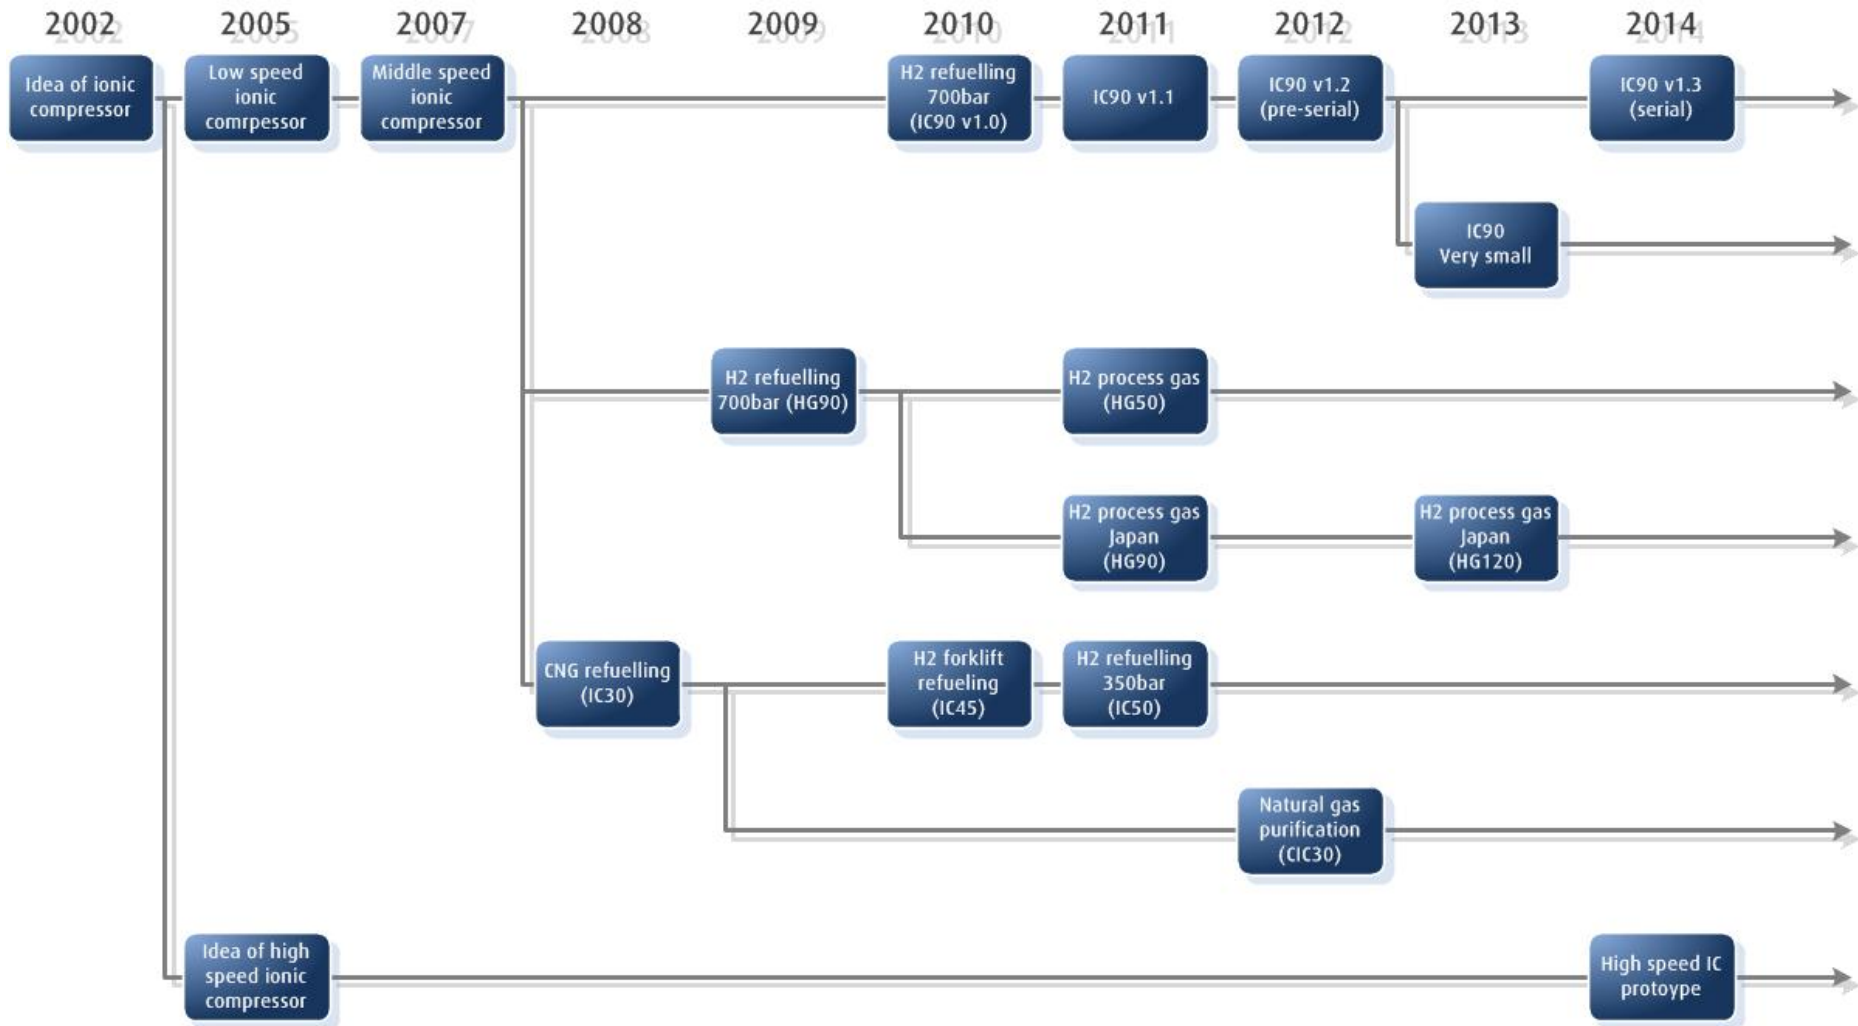 2002 2005 2007 2008 2009 2010 2011 2012 2013 2014
Idea of ionic
compressor
Low speed
ionic
comrpessor
Middle speed
ionic
compressor
H2 refuelling
700bar
(IC90 v1.0)
IC90 v1.1
IC90 v1.2
(pre-serial)
IC90 v1.3
(serial)
IC90
Very small
H2 refuelling
700bar (HG90)
H2 process gas
(HG50)
H2 process gas
Japan
(HG90)
H2 process gas
Japan
(HG120)
CNG refuelling
(IC30)
H2 forklift
refueling
(IC45)
H2 refuelling
350bar
(IC50)
Natural gas
purification
(CIC30)
Idea of high
speed ionic
compressor
High speed IC
protoype